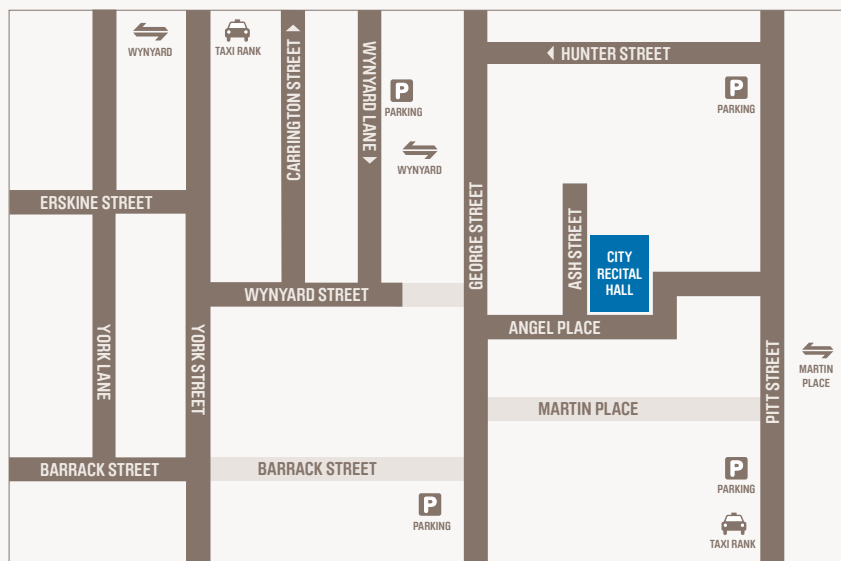 WYNYARD
TAXI RANK
CARRINGTON STREET
WYNYARD LANE
P
PARKING
WYNYARD
HUNTER STREET
P
PARKING
ERSKINE STREET
GEORGE STREET
ASH STREET
CITY
RECITAL
HALL
WYNYARD STREET
ANGEL PLACE
YORK LANE
YORK STREET
PITT STREET
MARTIN
PLACE
MARTIN PLACE
BARRACK STREET
BARRACK STREET
P
PARKING
P
PARKING
TAXI RANK